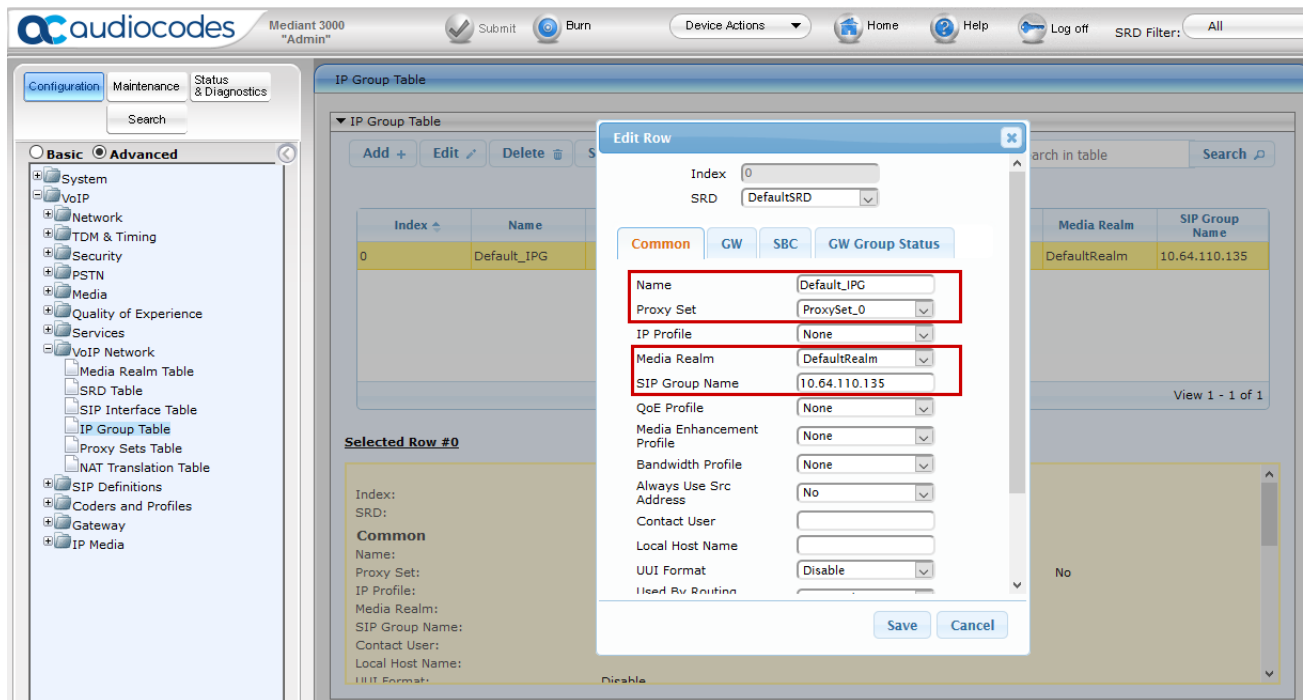 audiocodes
Mediant 3000
"Admin"
Submit
Burn
Device Actions
Home
Help
Log off
SRD Filter:
All
Configuration
Maintenance
Status
& Diagnostics
Search
Basic
Advanced
System
VoIP
Network
TDM & Timing
Security
PSTN
Media
Quality of Experience
Services
VoIP Network
Media Realm Table
SRD Table
SIP Interface Table
IP Group Table
Proxy Sets Table
NAT Translation Table
SIP Definitions
Coders and Profiles
Gateway
IP Media
IP Group Table
IP Group Table
Add +
Edit
Delete
S
arch in table
Search
Index
Name
Media Realm
SIP Group
Name
0
Default_IPG
DefaultRealm
10.64.110.135
View 1 - 1 of 1
Selected Row #0
Index:
SRD:
Common
Name:
Proxy Set:
No
IP Profile:
Media Realm:
SIP Group Name:
Contact User:
Local Host Name:
UUI Format:
Disable
Edit Row
Index 0
SRD DefaultSRD
Common
GW
SBC
GW Group Status
Name Default_IPG
Proxy Set ProxySet_0
IP Profile None
Media Realm DefaultRealm
SIP Group Name 10.64.110.135
QoE Profile None
Media Enhancement
Profile None
Bandwidth Profile None
Always Use Src
Address No
Contact User
Local Host Name
UUI Format Disable
Used By Routing
Save
Cancel